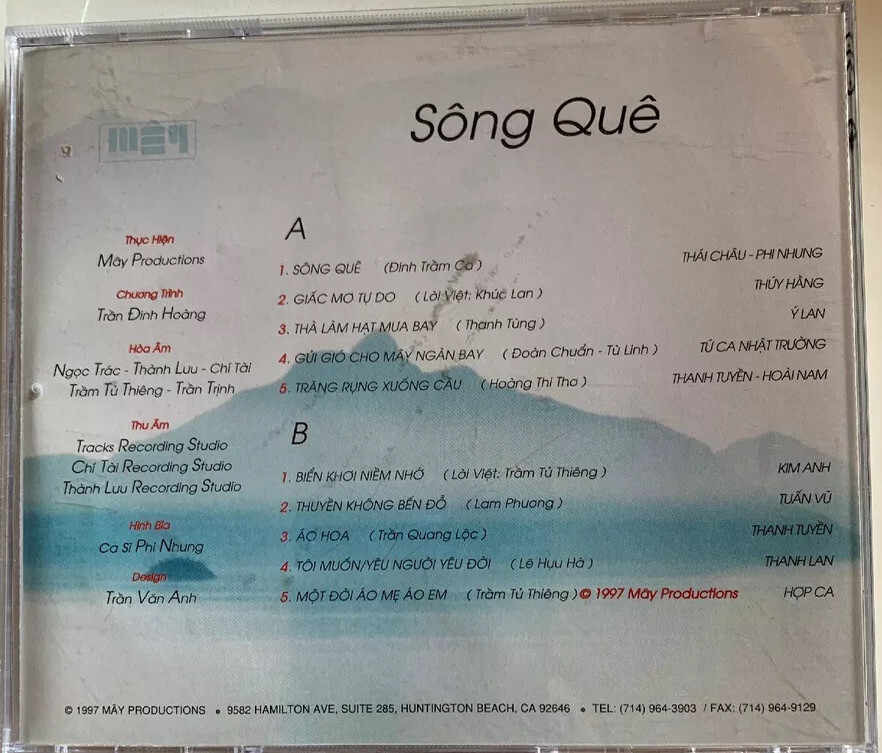 mây
Sông Quê
Thực Hiện
Mây Productions
Chương Trình
Trần Đình Hoàng
Hòa Âm
Ngọc Trác - Thành Lưu - Chí Tài
Trầm Tử Thiêng - Trần Trịnh
Thu Âm
Tracks Recording Studio
Chí Tài Recording Studio
Thành Lưu Recording Studio
Hình Bìa
Ca Sĩ Phi Nhung
Design
Trần Văn Anh
A
1. SÔNG QUÊ (Đinh Trầm Ca) THÁI CHÂU - PHI NHUNG
2. GIẤC MƠ TỰ DO (Lời Việt: Khúc Lan) THÚY HẰNG
3. THÀ LÀM HẠT MƯA BAY (Thanh Tùng) Ý LAN
4. GỬI GIÓ CHO MÂY NGÀN BAY (Đoàn Chuẩn - Từ Linh) TỨ CA NHẬT TRƯỜNG
5. TRĂNG RỤNG XUỐNG CẦU (Hoàng Thi Thơ) THANH TUYỀN - HOÀI NAM
B
1. BIỂN KHƠI NIỀM NHỚ (Lời Việt: Trầm Tử Thiêng) KIM ANH
2. THUYỀN KHÔNG BẾN ĐỖ (Lam Phương) TUẤN VŨ
3. ÁO HOA (Trần Quang Lộc) THANH TUYỀN
4. TÔI MUỐN/YÊU NGƯỜI YÊU ĐỜI (Lê Hựu Hà) THANH LAN
5. MỘT ĐỜI ÁO MẸ ÁO EM (Trầm Tử Thiêng) © 1997 Mây Productions HỢP CA
© 1997 MÂY PRODUCTIONS • 9582 HAMILTON AVE, SUITE 285, HUNTINGTON BEACH, CA 92646 • TEL: (714) 964-3903 / FAX: (714) 964-9129